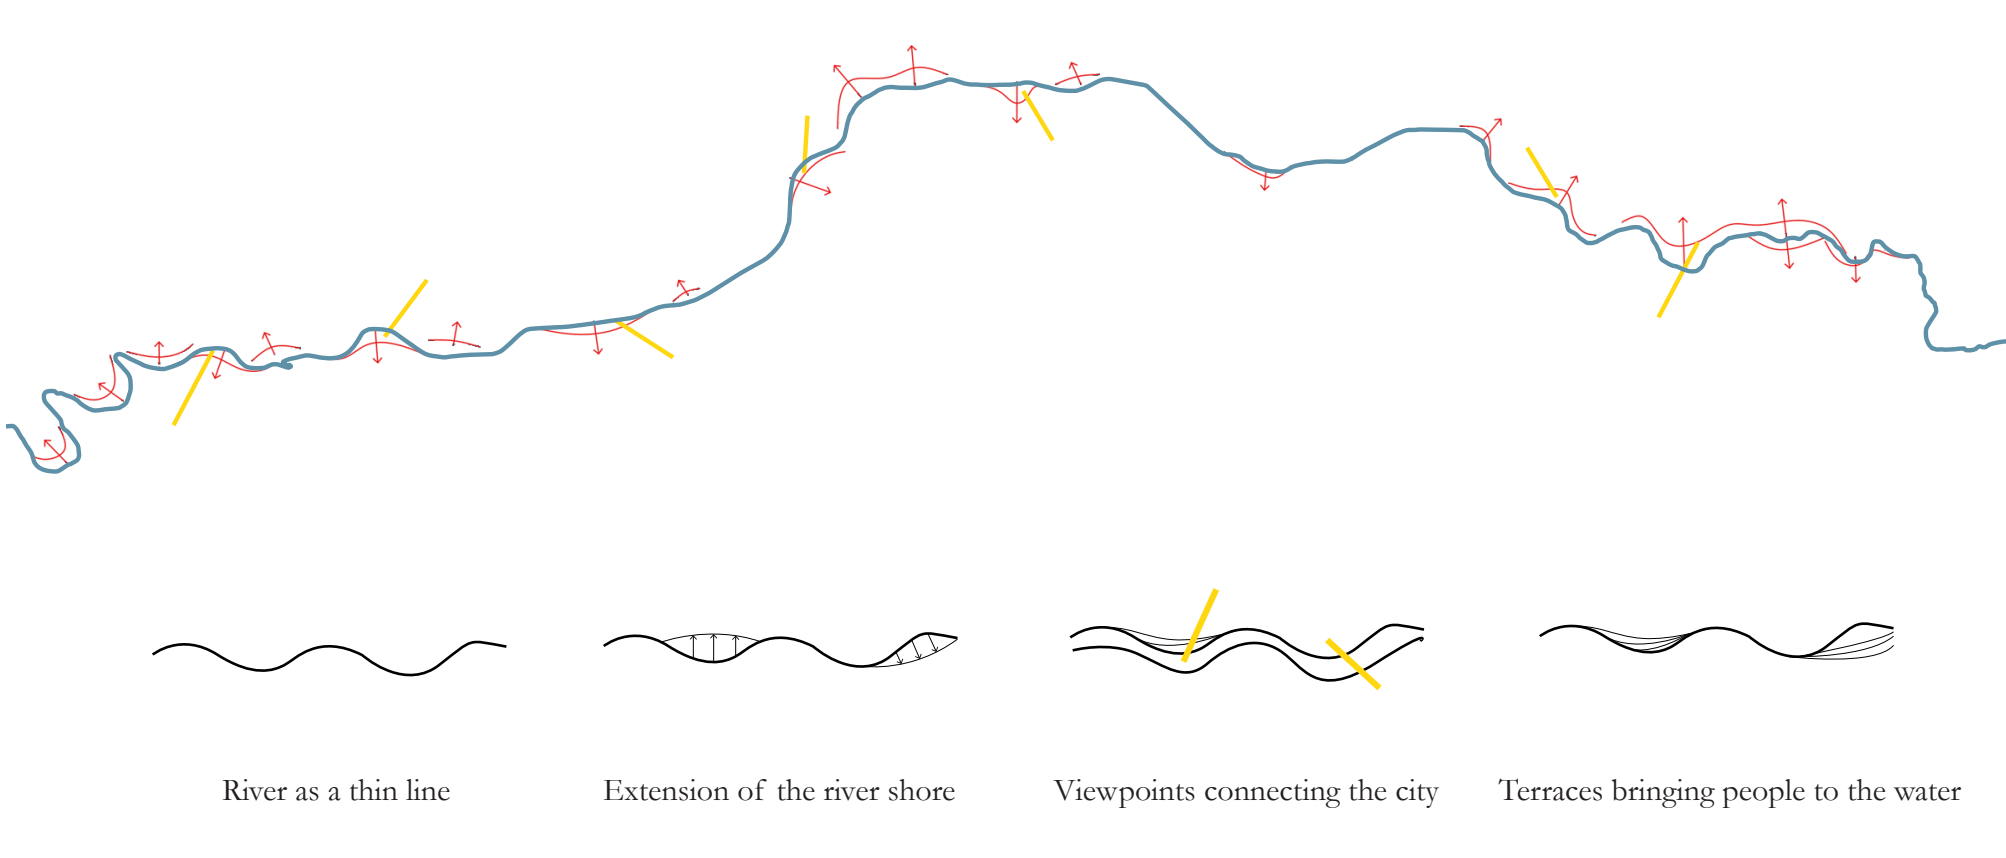 River as a thin line
Extension of the river shore
Viewpoints connecting the city
Terraces bringing people to the water